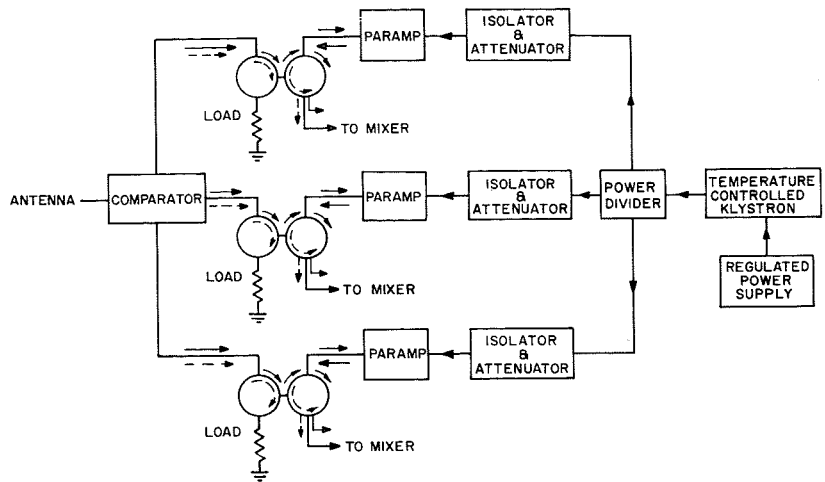 PARAMP
ISOLATOR
&
ATTENUATOR
LOAD
TO MIXER
ANTENNA
COMPARATOR
PARAMP
ISOLATOR
&
ATTENUATOR
POWER
DIVIDER
TEMPERATURE
CONTROLLED
KLYSTRON
LOAD
TO MIXER
REGULATED
POWER
SUPPLY
PARAMP
ISOLATOR
&
ATTENUATOR
LOAD
TO MIXER